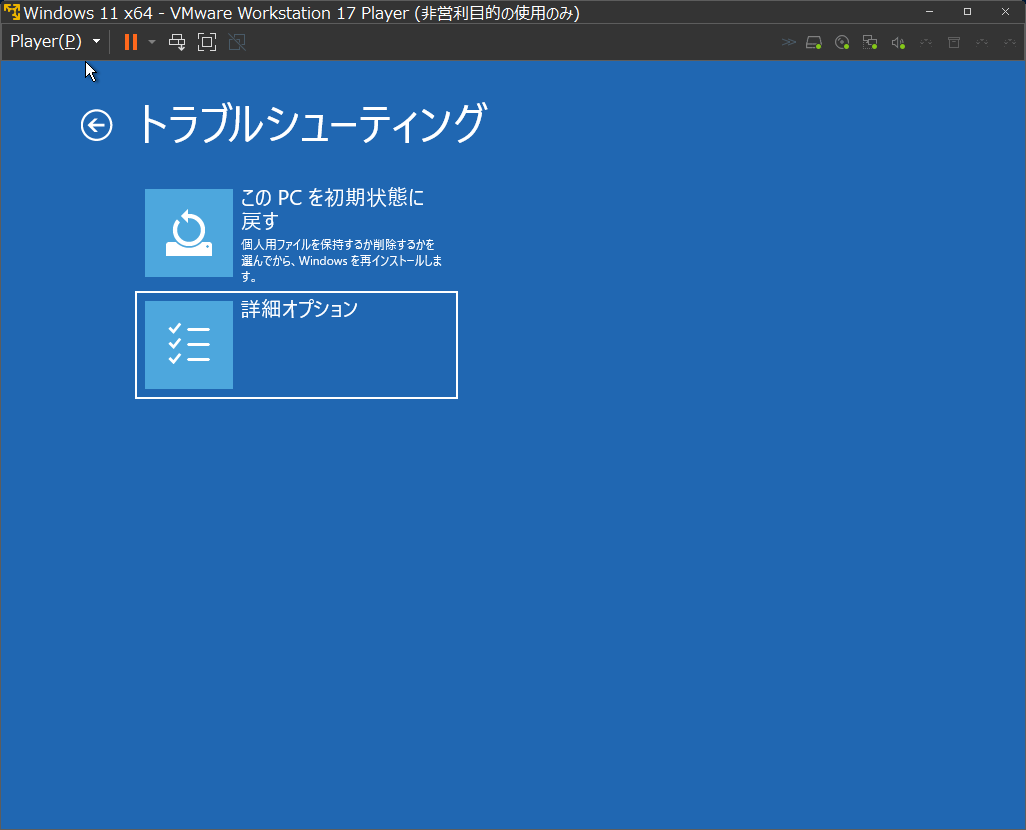 Windows 11 x64 - VMware Workstation 17 Player (非営利目的の使用のみ)
Player(P)
トラブルシューティング
この PC を初期状態に
戻す
個人用ファイルを保持するか削除するかを
選んでから、Windows を再インストールしま
す。
詳細オプション